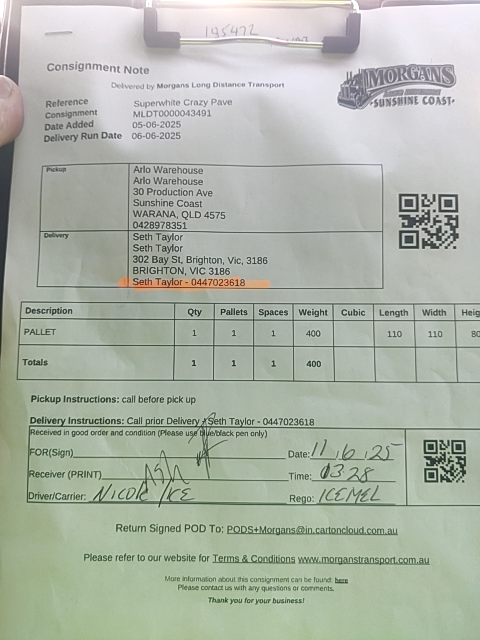 195472
Consignment Note
MORGANS
·SUNSHINE COAST·
Delivered by Morgans Long Distance Transport
Reference Superwhite Crazy Pave
Consignment MLDT0000043491
Date Added 05-06-2025
Delivery Run Date 06-06-2025
Pickup Arlo Warehouse
Arlo Warehouse
30 Production Ave
Sunshine Coast
WARANA, QLD 4575
0428978351
Delivery Seth Taylor
Seth Taylor
302 Bay St, Brighton, Vic, 3186
BRIGHTON, VIC 3186
Seth Taylor - 0447023618
Description Qty Pallets Spaces Weight Cubic Length Width Heig
PALLET 1 1 1 400 110 110 80
Totals 1 1 1 400
Pickup Instructions: call before pick up
Delivery Instructions: Call prior Delivery Seth Taylor - 0447023618
Received in good order and condition (Please use blue/black pen only)
FOR(Sign) Date: 11.6.25
Receiver (PRINT) Time: 1328
Driver/Carrier: Rego: ICEMEL
Return Signed POD To: PODS+Morgans@in.cartoncloud.com.au
Please refer to our website for Terms & Conditions www.morganstransport.com.au
More information about this consignment can be found: here
Please contact us with any questions or comments.
Thank you for your business!